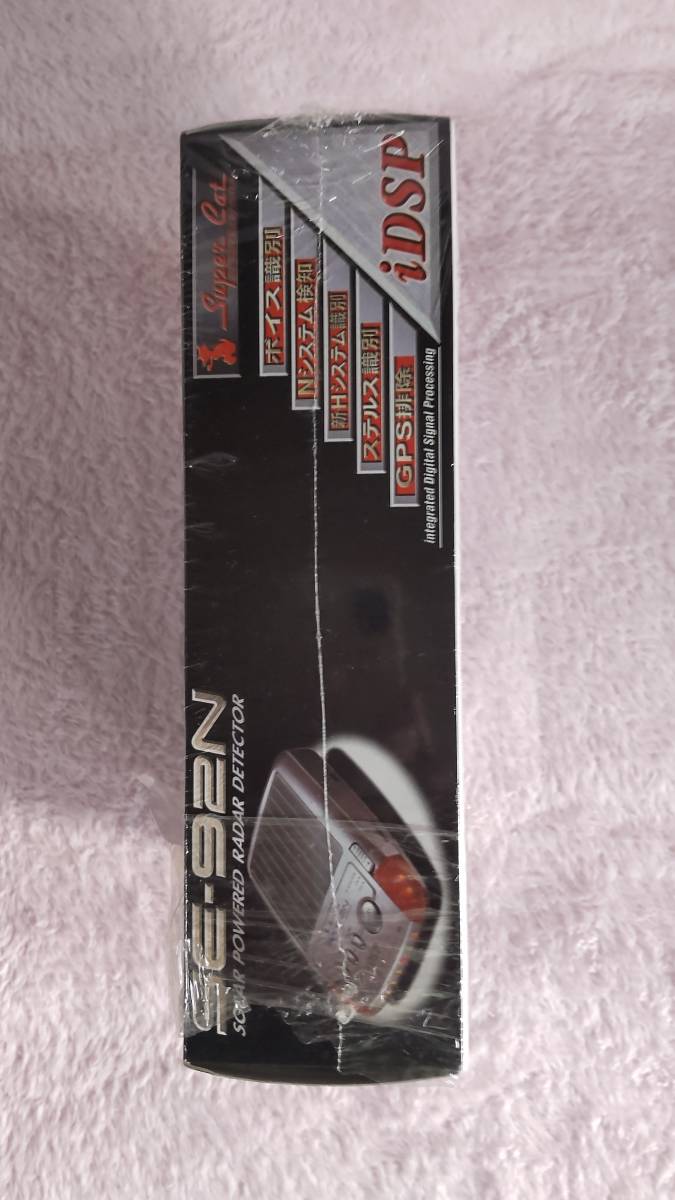 Super Cat
ボイス識別
Nシステム検知
新Hシステム識別
ステルス識別
GPS排除
iDSP
integrated Digital Signal Processing
SOLAR POWERED RADAR DETECTOR